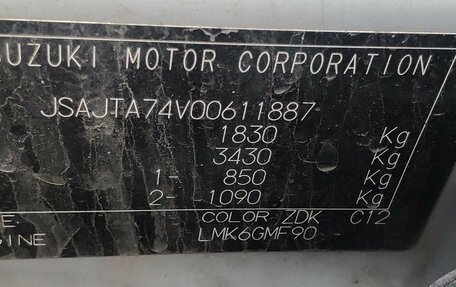 SUZUKI MOTOR CORPORATION
JSAJTA74V00611887
1830 Kg
3430 Kg
1- 850 Kg
2- 1090 Kg
COLOR ZDK C12
LMK6GMF90